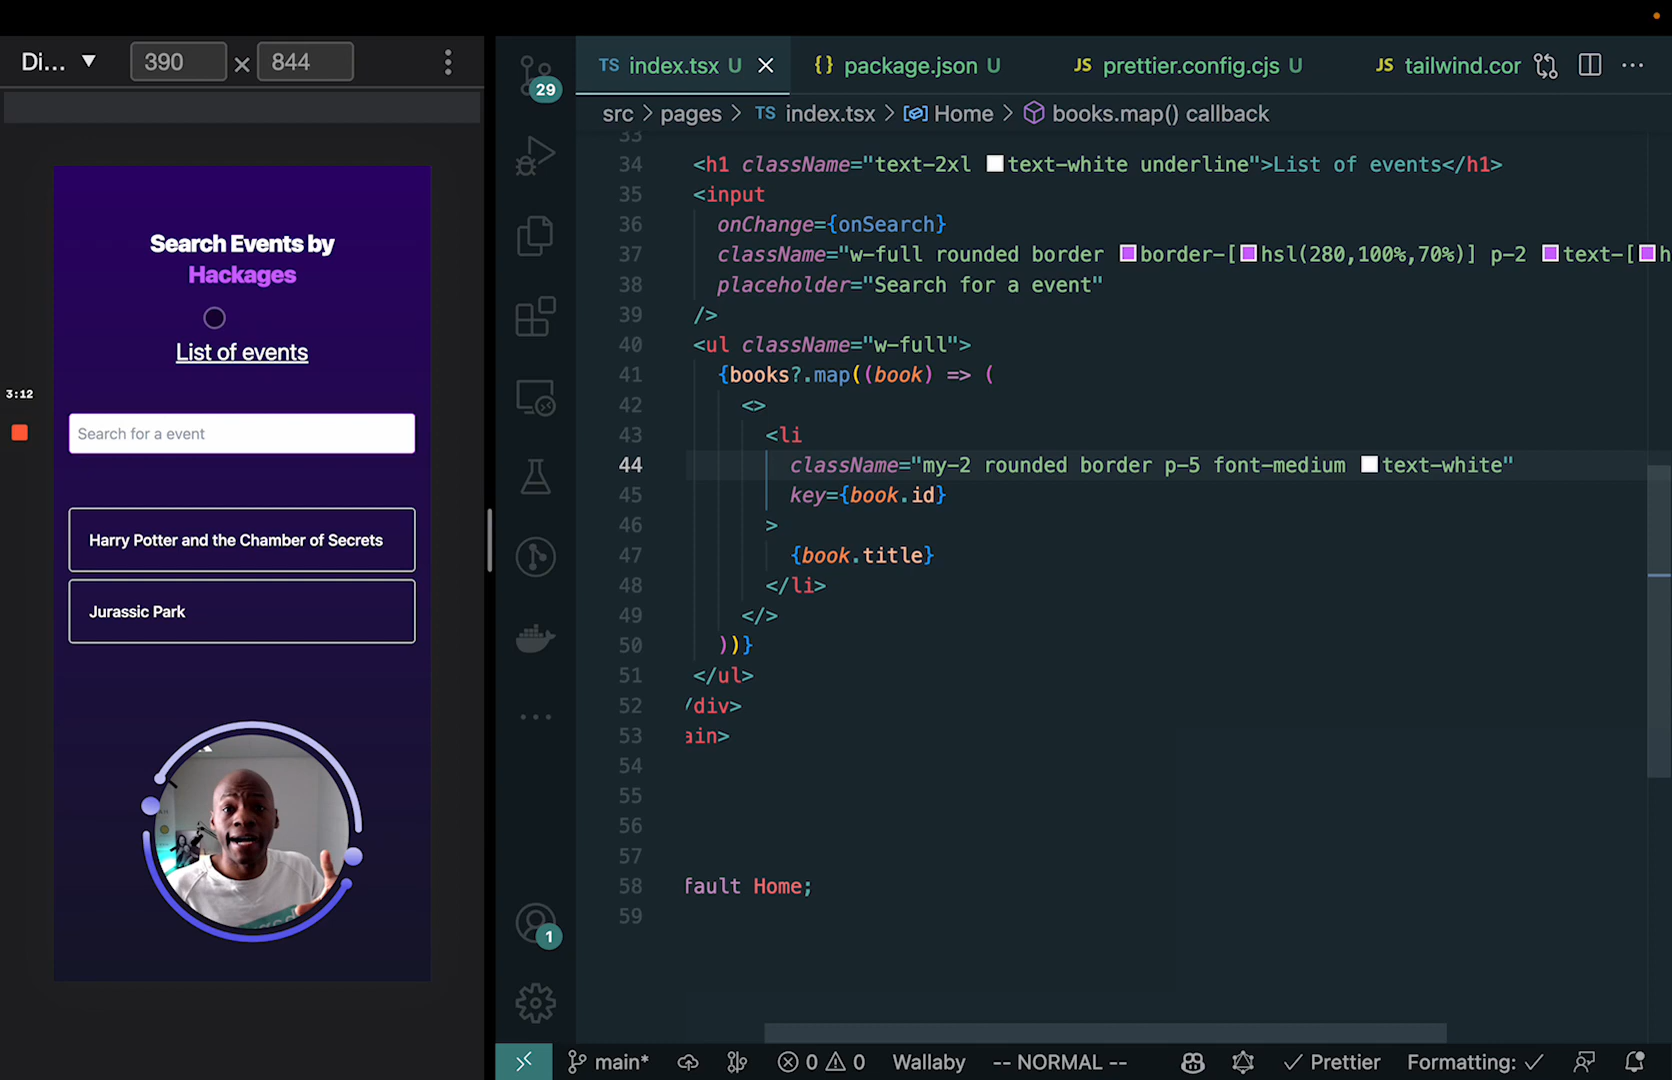 Di... ▼ 390 × 844
Search Events by
Hackages
List of events
3:12
Search for a event
Harry Potter and the Chamber of Secrets
Jurassic Park
29
1
TS index.tsx U
{} package.json U
JS prettier.config.cjs U
JS tailwind.cor
src > pages > TS index.tsx > Home > books.map() callback
33
34 <h1 className="text-2xl text-white underline">List of events</h1>
35 <input
36 onChange={onSearch}
37 className="w-full rounded border border-[hsl(280,100%,70%)] p-2 text-[h
38 placeholder="Search for a event"
39 />
40 <ul className="w-full">
41 {books?.map((book) => (
42 <>
43 <li
44 className="my-2 rounded border p-5 font-medium text-white"
45 key={book.id}
46 >
47 {book.title}
48 </li>
49 </>
50 ))}
51 </ul>
52 /div>
53 ain>
54
55
56
57
58 fault Home;
59
main* 0 0 Wallaby -- NORMAL -- Prettier Formatting: ✓